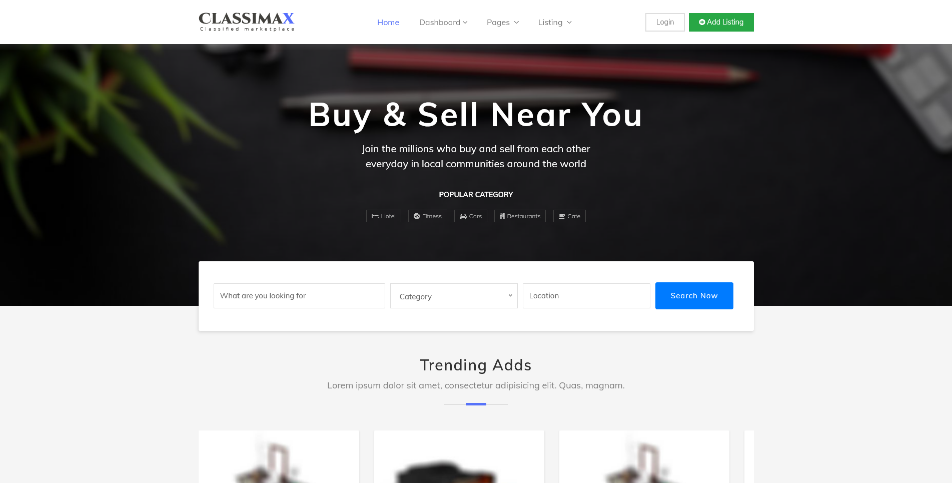 CLASSIMAX
Classified marketplace
Home
Dashboard
Pages
Listing
Login
Add Listing
Buy & Sell Near You
Join the millions who buy and sell from each other
everyday in local communities around the world
POPULAR CATEGORY
Hotel
Fitness
Cars
Restaurants
Cafe
What are you looking for
Category
Location
Search Now
Trending Adds
Lorem ipsum dolor sit amet, consectetur adipisicing elit. Quas, magnam.